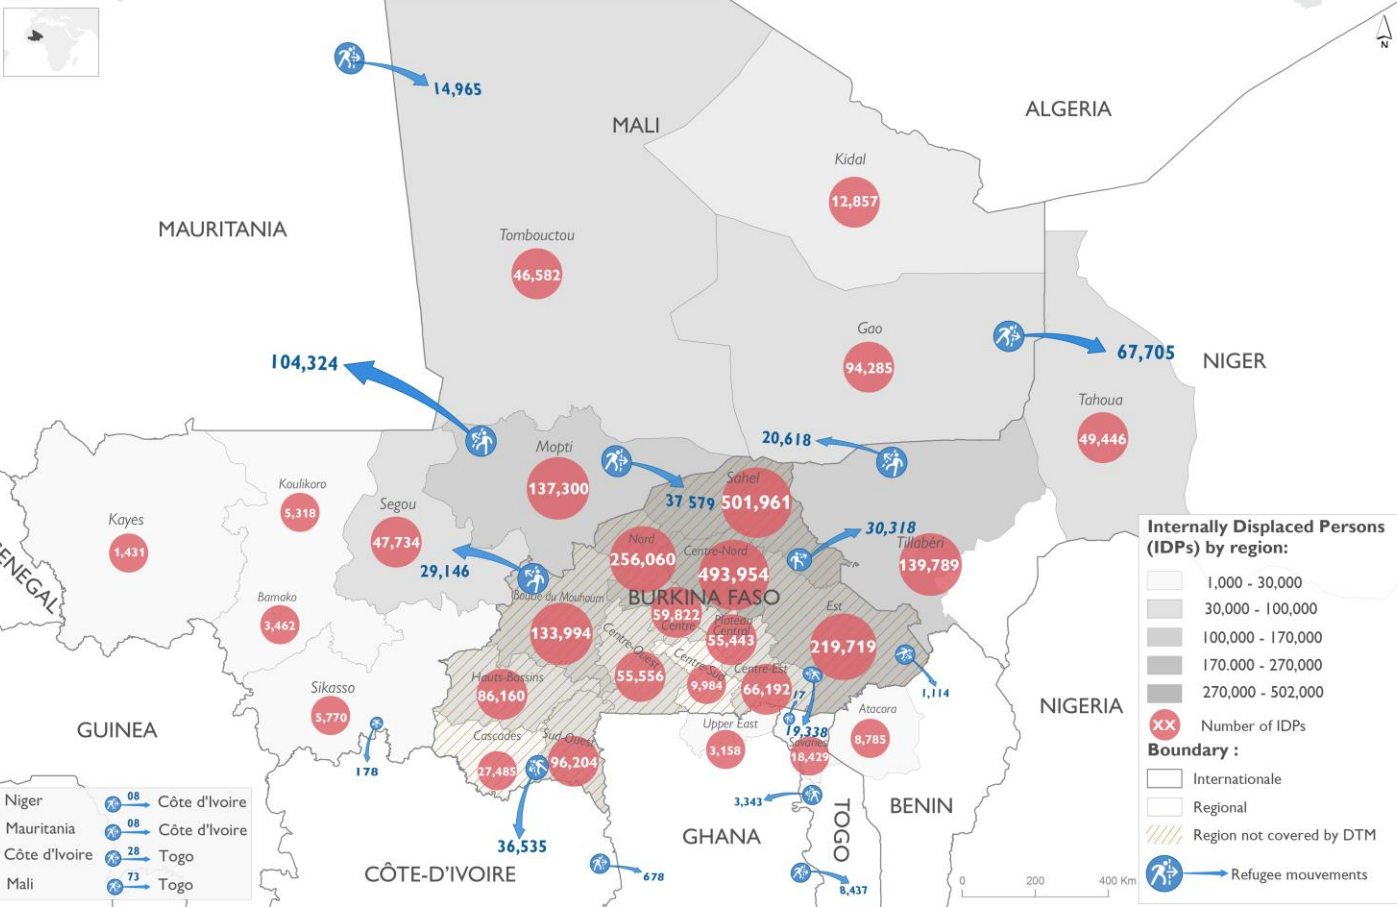 N
14,965
MALI
ALGERIA
Kidal
12,857
MAURITANIA
Tombouctou
46,582
Gao
94,285
67,705
NIGER
104,324
Tahoua
49,446
20,618
Mopti
137,300
Sahel
37 579
501,961
Koulikoro
5,318
Segou
47,734
Kayes
1,431
30,318
Tillabéri
139,789
Nord
256,060
Centre-Nord
493,954
29,146
ENEGAL
Bamako
3,462
Boucle du Mouhoum
133,994
BURKINA FASO
59,822
Centre
Plateau
Central
55,443
Est
219,719
Centre-Ouest
55,556
Centre-Sud
9,984
Centre-Est
66,192
Hauts-Bassins
86,160
17
1,114
Sikasso
5,770
Cascades
27,485
Sud-Ouest
96,204
Upper East
3,158
19,338
Savanes
18,429
Atacora
8,785
NIGERIA
GUINEA
178
3,343
TOGO
BENIN
GHANA
36,535
CÔTE-D'IVOIRE
678
8,437
Niger 08 Côte d'Ivoire
Mauritania 08 Côte d'Ivoire
Côte d'Ivoire 28 Togo
Mali 73 Togo
0 200 400 Km
Internally Displaced Persons
(IDPs) by region:
1,000 - 30,000
30,000 - 100,000
100,000 - 170,000
170.000 - 270,000
270,000 - 502,000
XX Number of IDPs
Boundary :
Internationale
Regional
Region not covered by DTM
Refugee mouvements